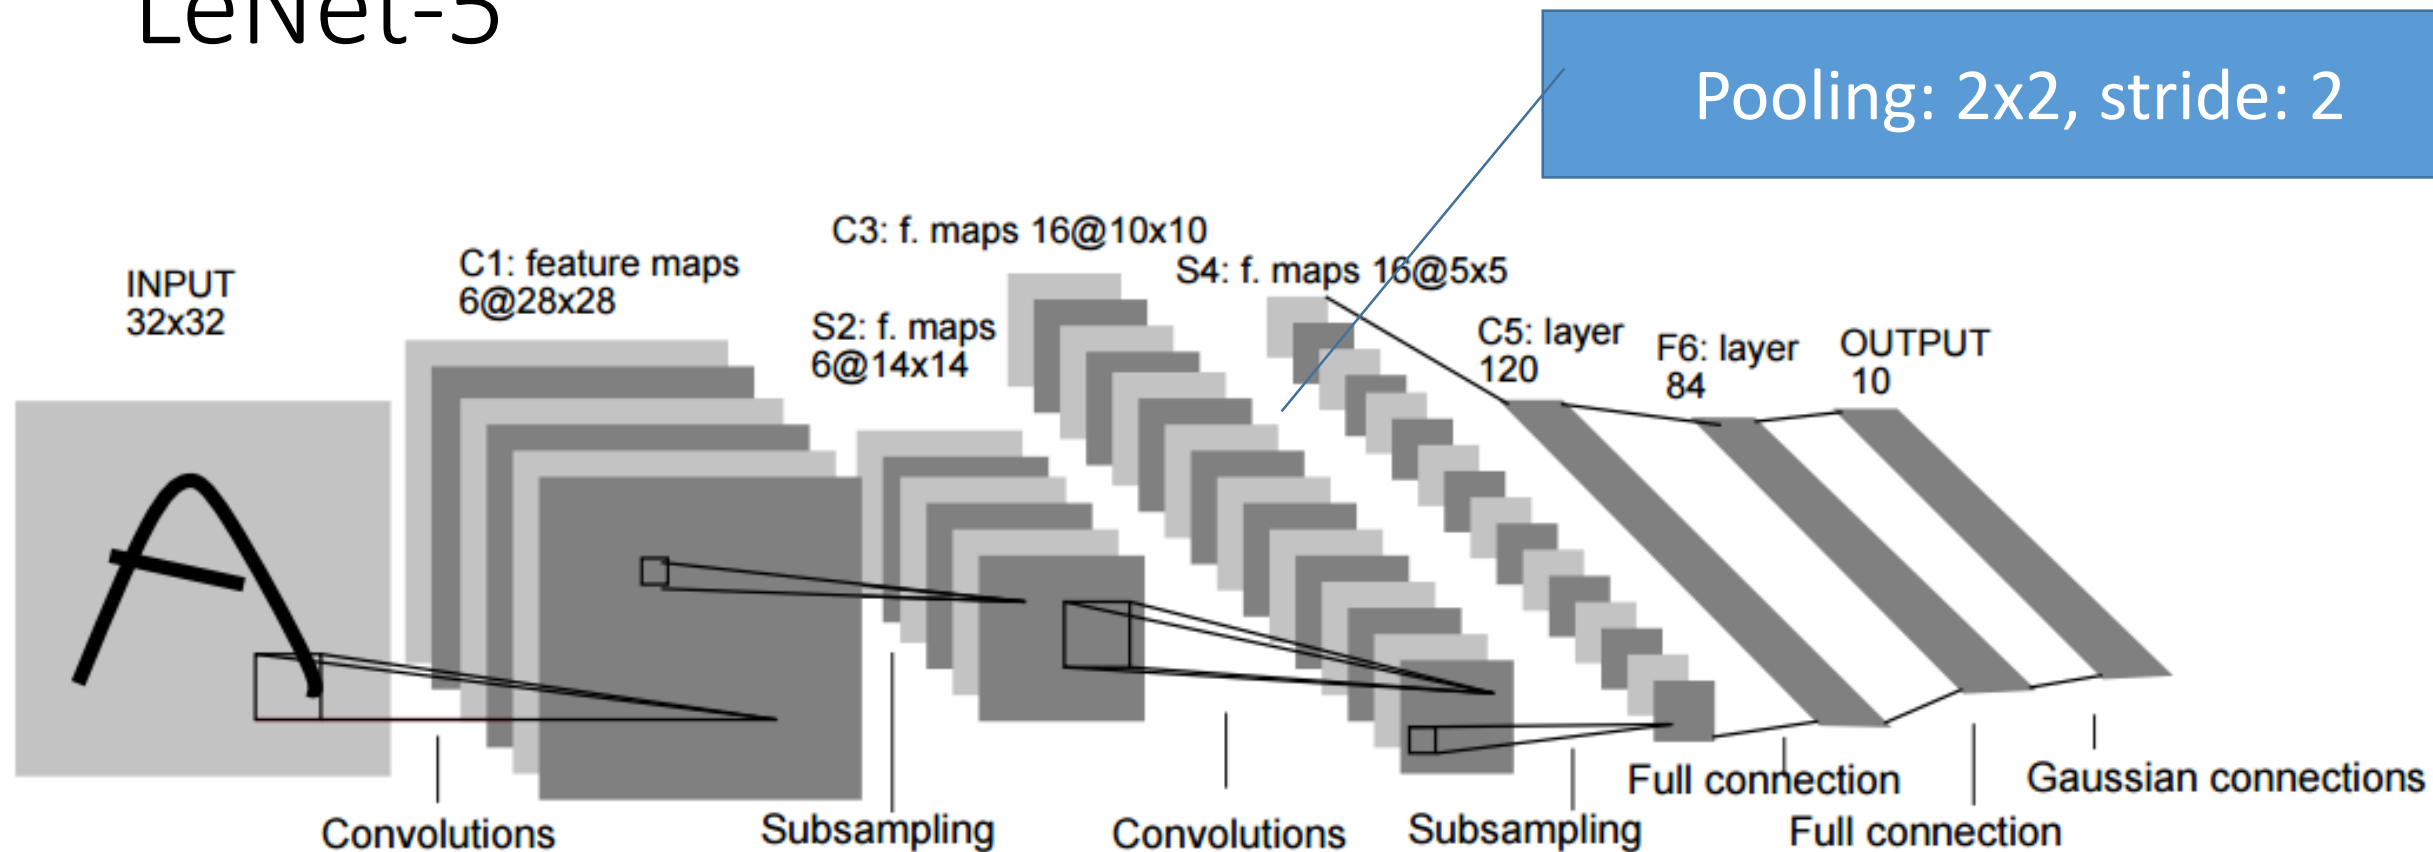 LeNet-5
Pooling: 2x2, stride: 2
INPUT
32x32
C1: feature maps
6@28x28
S2: f. maps
6@14x14
C3: f. maps 16@10x10
S4: f. maps 16@5x5
C5: layer
120
F6: layer
84
OUTPUT
10
Convolutions
Subsampling
Convolutions
Subsampling
Full connection
Full connection
Gaussian connections